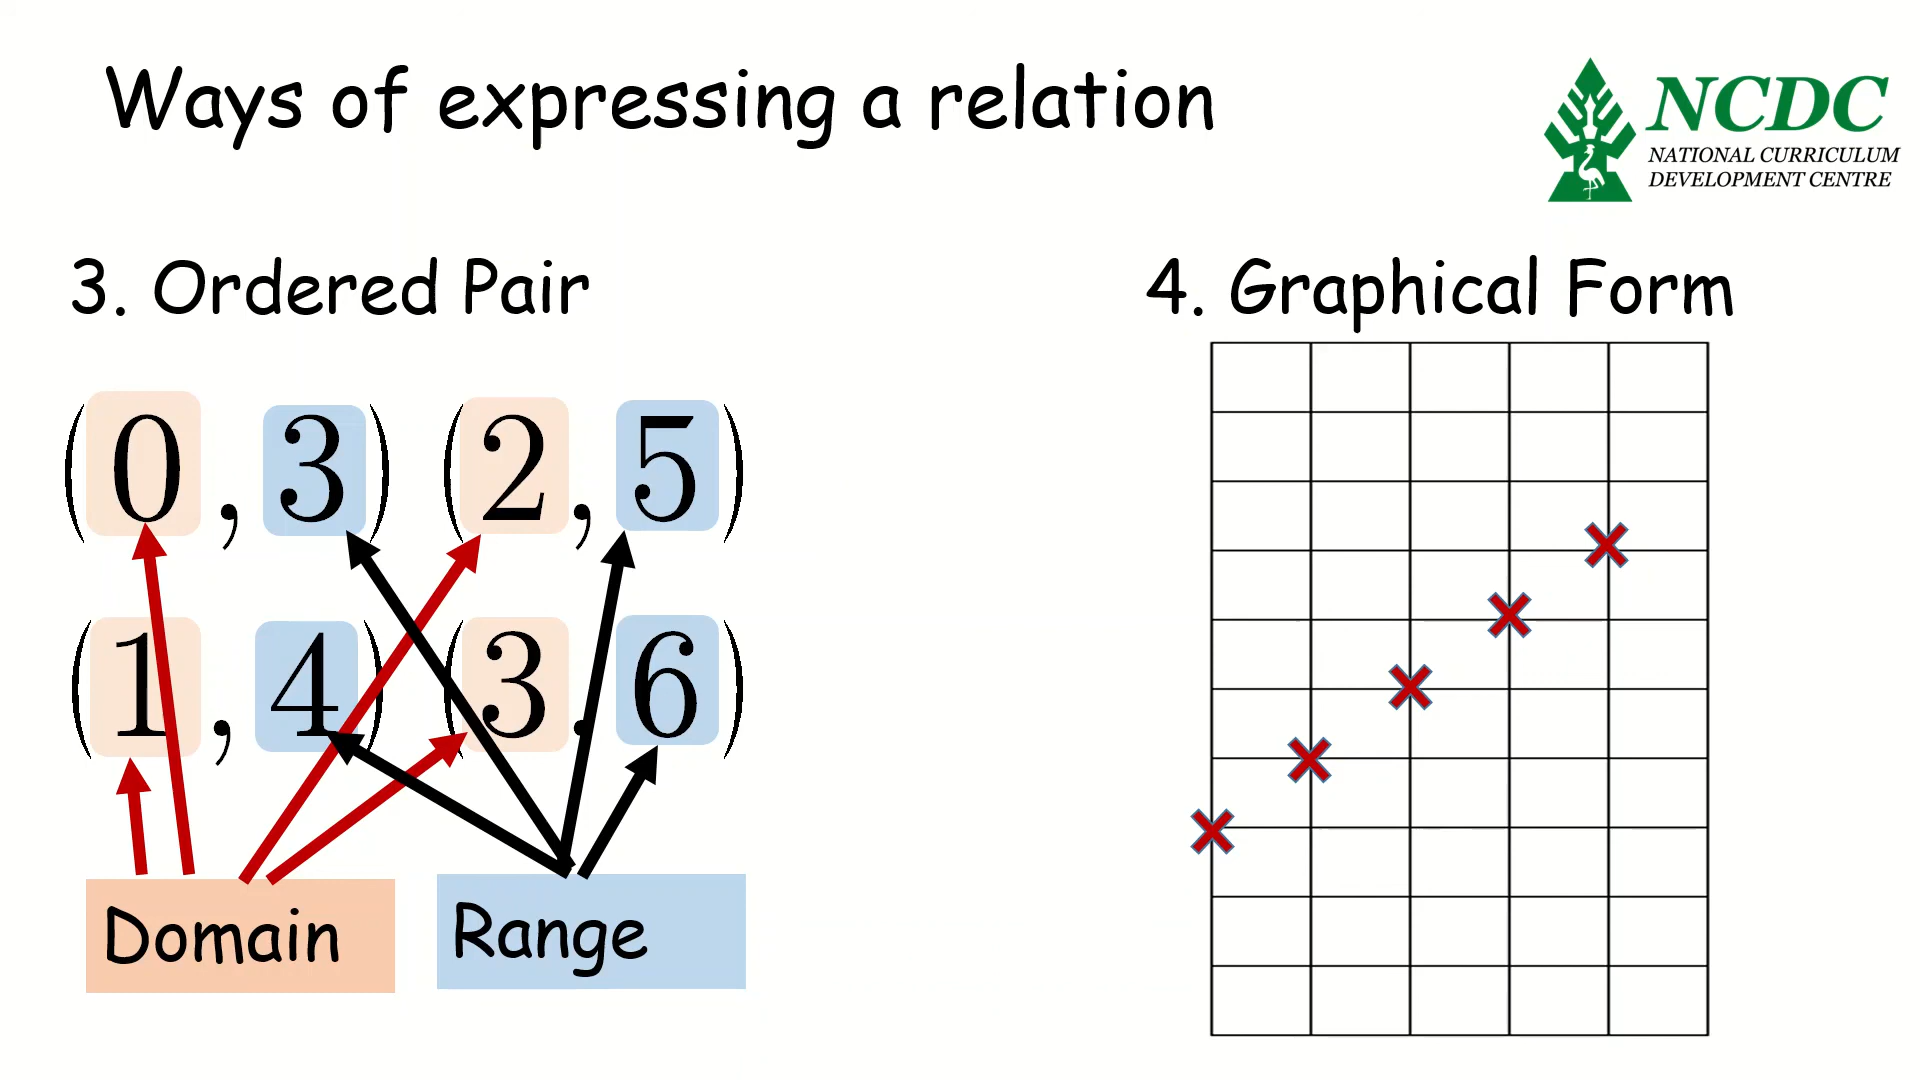 Ways of expressing a relation
NCDC
NATIONAL CURRICULUM
DEVELOPMENT CENTRE
3. Ordered Pair
4. Graphical Form
(0,3) (2,5)
(1,4) (3,6)
Domain
Range